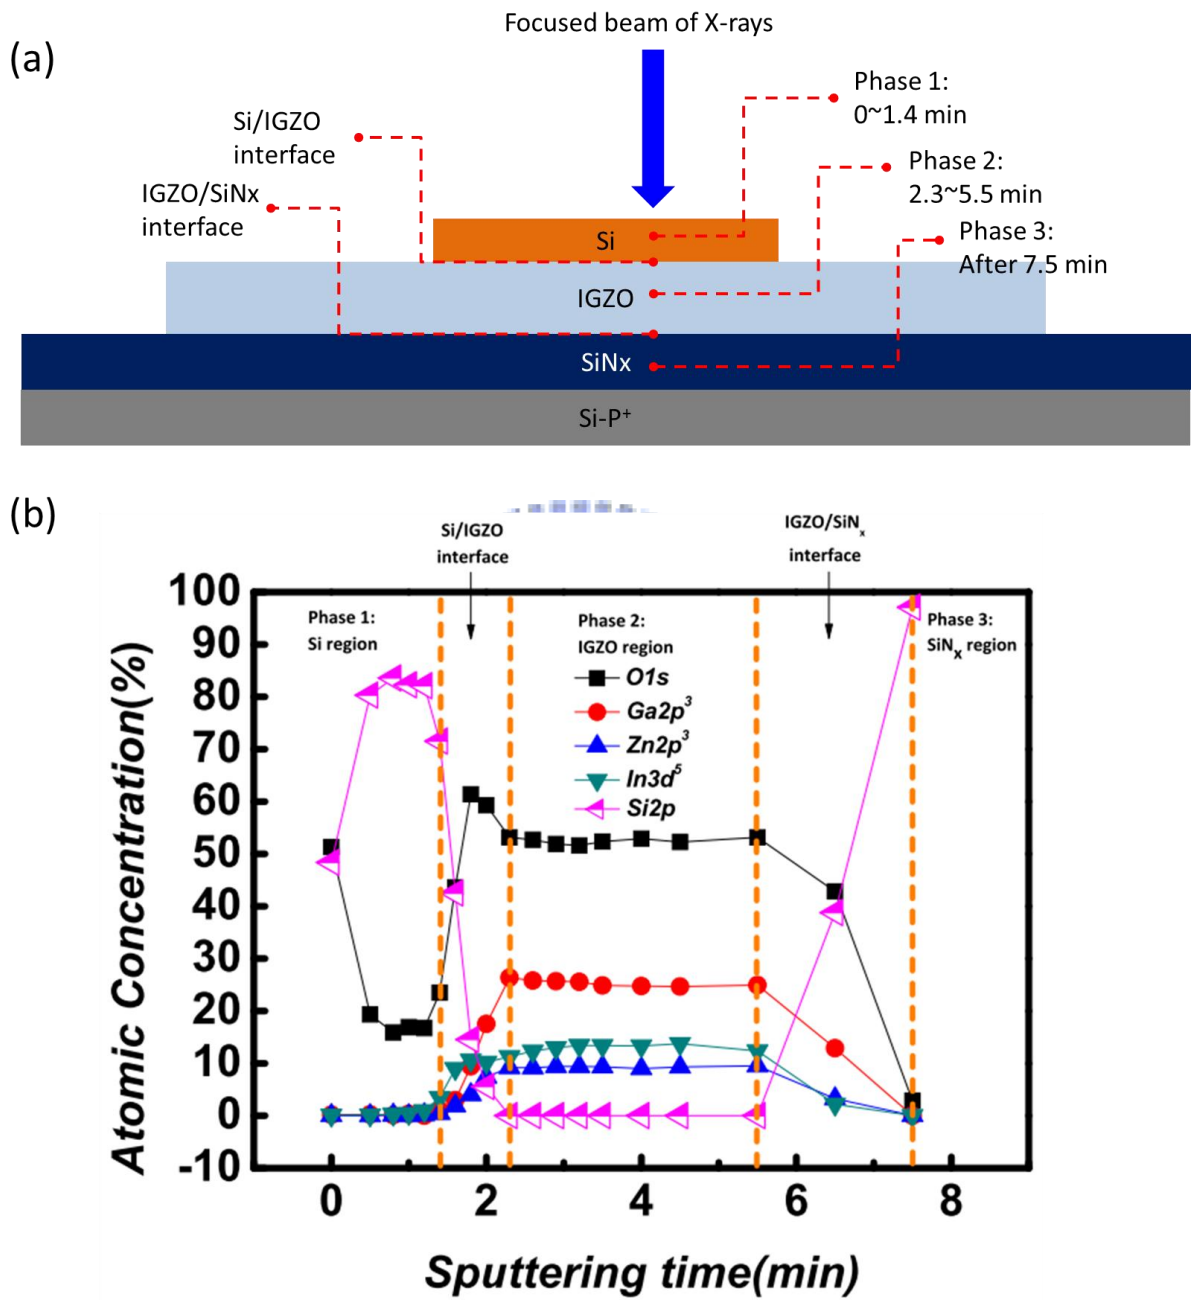 (a)
Focused beam of X-rays
Phase 1:
0~1.4 min
Si/IGZO
interface
Phase 2:
2.3~5.5 min
IGZO/SiNx
interface
Phase 3:
After 7.5 min
Si
IGZO
SiNx
Si-P⁺
(b)
Si/IGZO
interface
IGZO/SiNₓ
interface
Phase 1:
Si region
Phase 2:
IGZO region
Phase 3:
SiNₓ region
O1s
Ga2p³
Zn2p³
In3d⁵
Si2p
100
90
80
70
60
50
40
30
20
10
0
-10
Atomic Concentration(%)
0 2 4 6 8
Sputtering time(min)